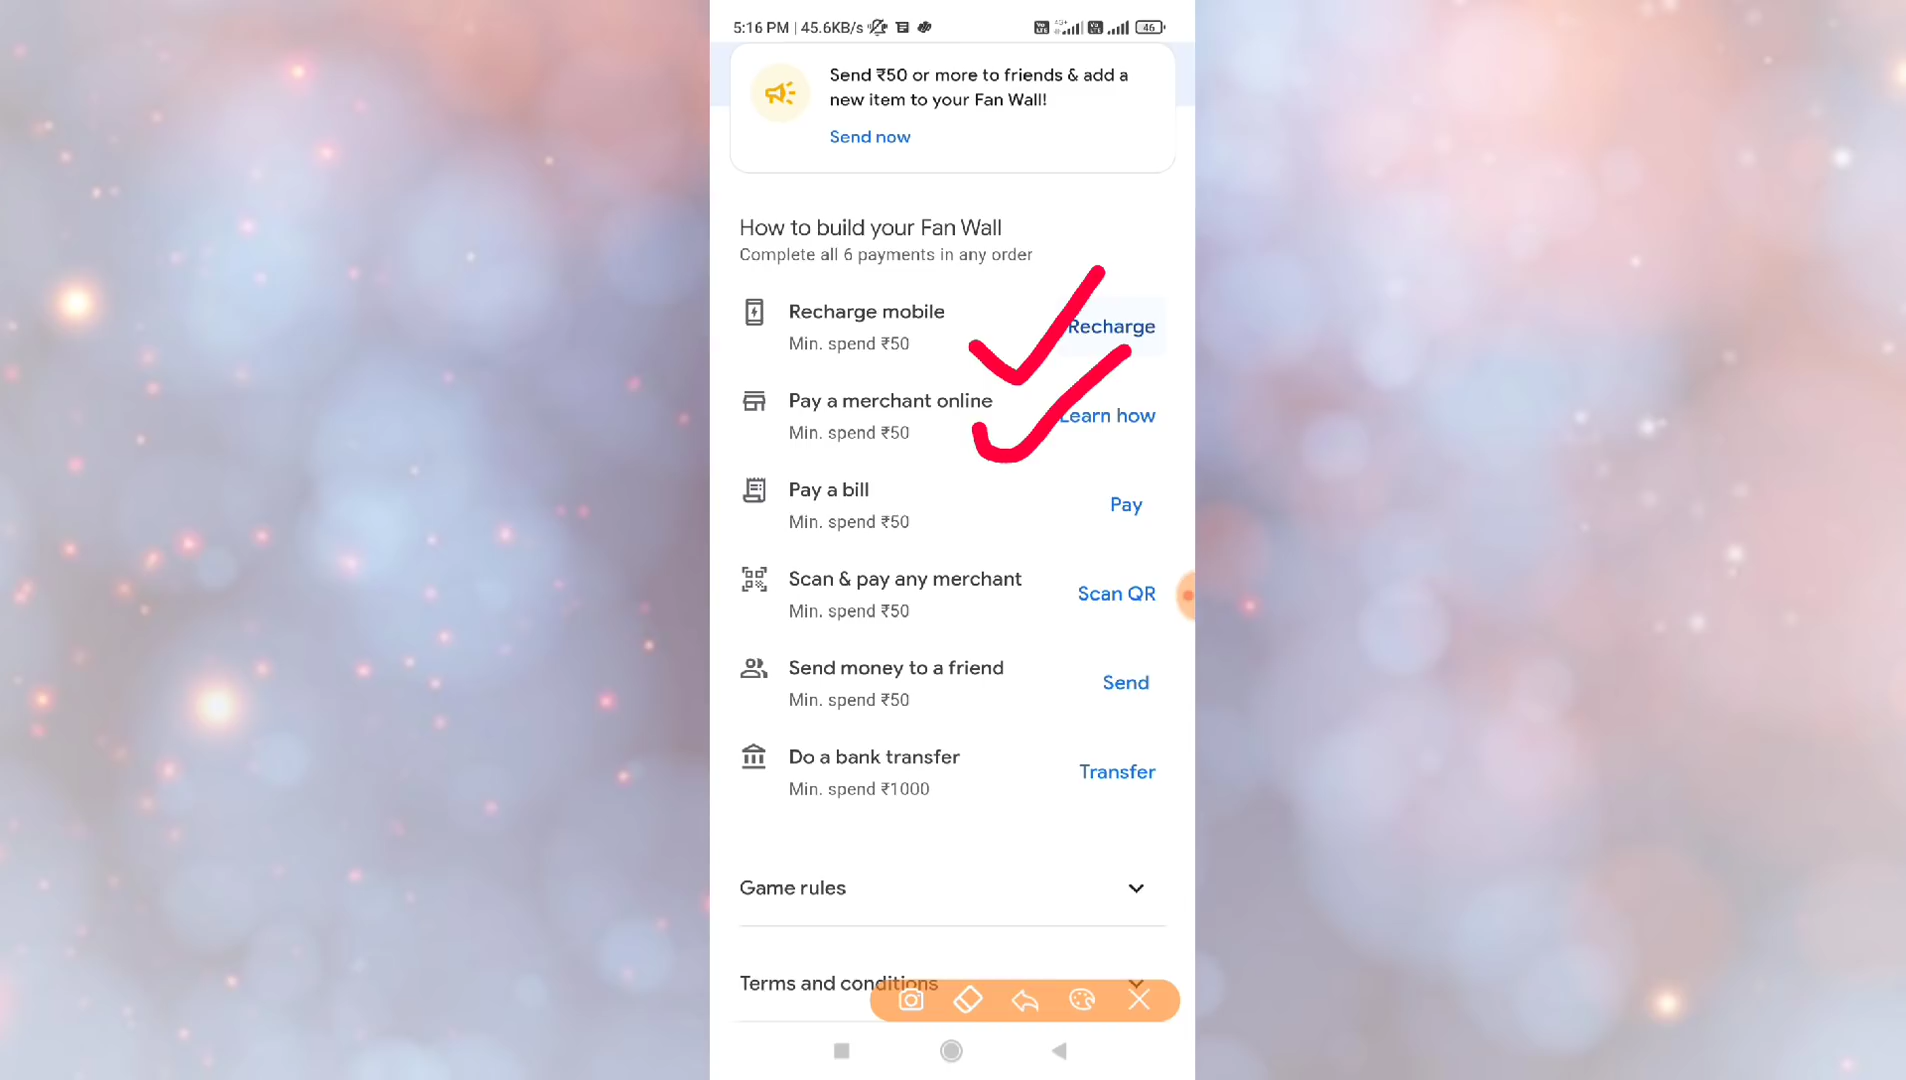 5:16 PM | 45.6KB/s
46
Send ₹50 or more to friends & add a
new item to your Fan Wall!
Send now
How to build your Fan Wall
Complete all 6 payments in any order
Recharge mobile
Min. spend ₹50
Recharge
Pay a merchant online
Min. spend ₹50
Learn how
Pay a bill
Min. spend ₹50
Pay
Scan & pay any merchant
Min. spend ₹50
Scan QR
Send money to a friend
Min. spend ₹50
Send
Do a bank transfer
Min. spend ₹1000
Transfer
Game rules
Terms and conditions